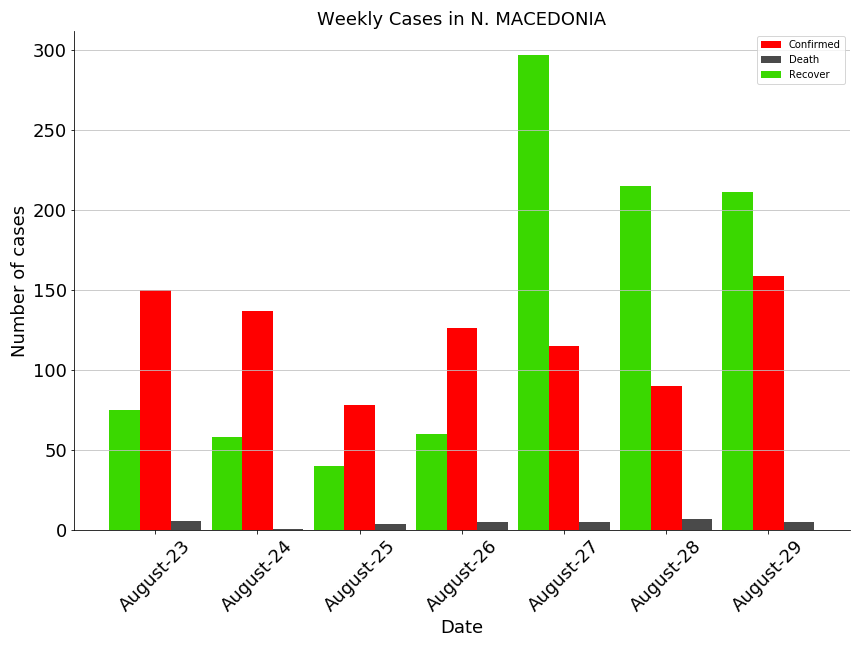 Weekly Cases in N. MACEDONIA
Confirmed
Death
Recover
Number of cases
300
250
200
150
100
50
0
August-23
August-24
August-25
August-26
August-27
August-28
August-29
Date